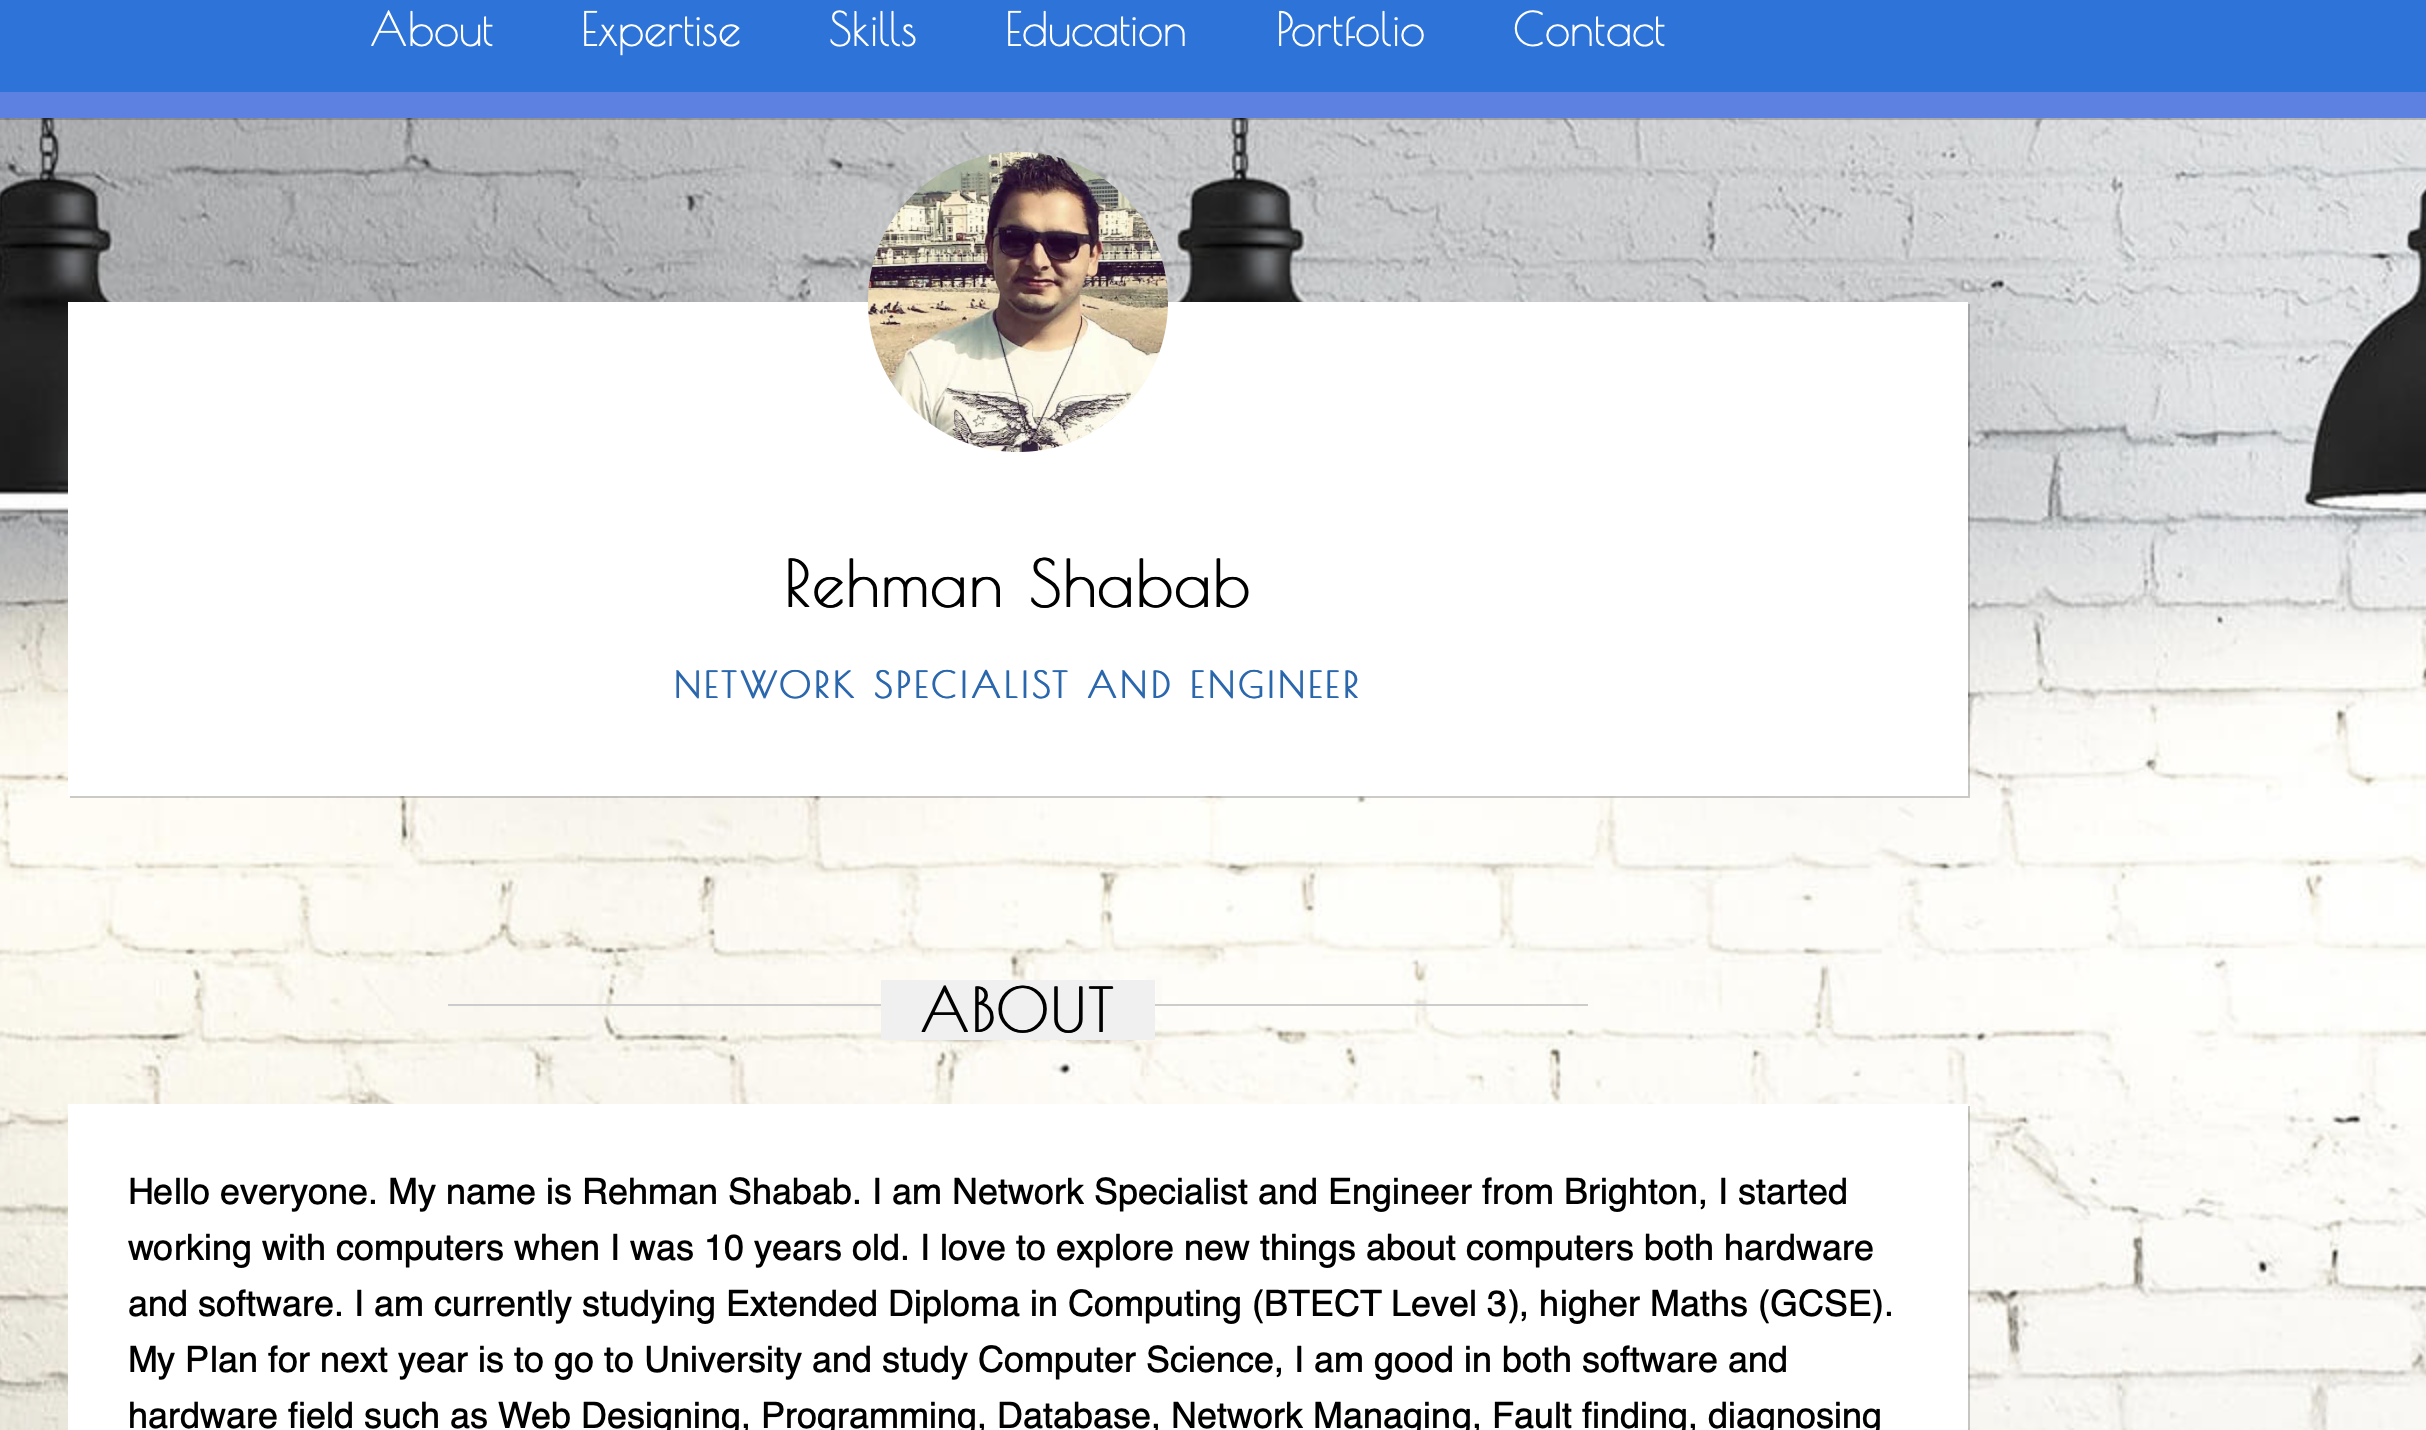 About Expertise Skills Education Portfolio Contact
Rehman Shabab
NETWORK SPECIALIST AND ENGINEER
ABOUT
Hello everyone. My name is Rehman Shabab. I am Network Specialist and Engineer from Brighton, I started
working with computers when I was 10 years old. I love to explore new things about computers both hardware
and software. I am currently studying Extended Diploma in Computing (BTECT Level 3), higher Maths (GCSE).
My Plan for next year is to go to University and study Computer Science, I am good in both software and
hardware field such as Web Designing, Programming, Database, Network Managing, Fault finding, diagnosing